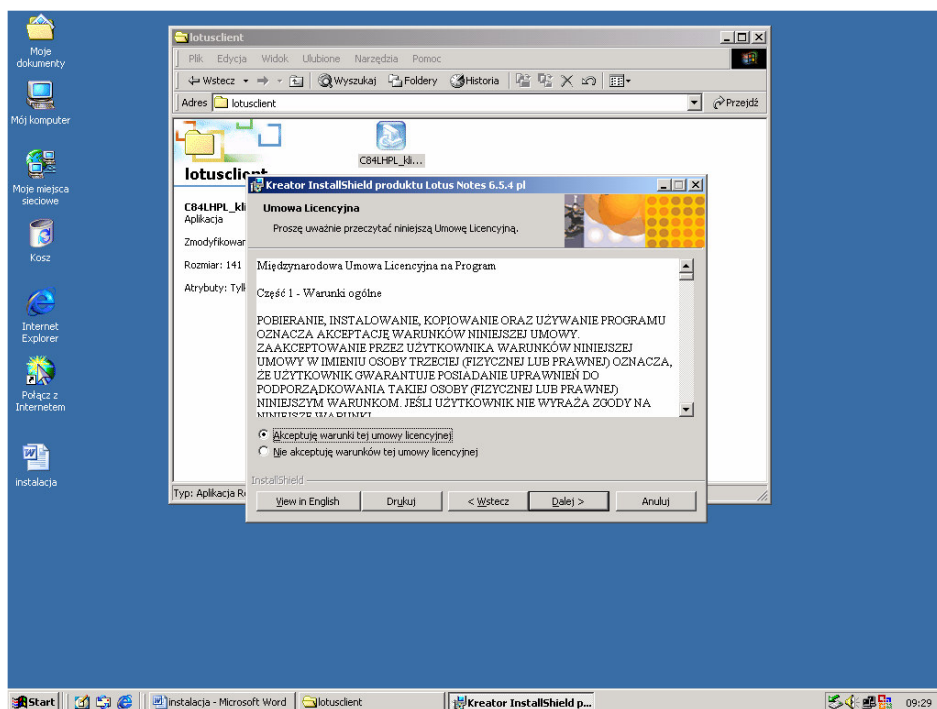 Moje
dokumenty
Mój komputer
Moje miejsca
sieciowe
Kosz
Internet
Explorer
Połącz z
Internetem
instalacja
lotusclient
Plik Edycja Widok Ulubione Narzędzia Pomoc
Wstecz Wyszukaj Foldery Historia
Adres lotusclient Przejdź
C84LHPL_kli...
lotusclient
C84LHPL_kli
Aplikacja
Zmodyfikowan
Rozmiar: 141
Atrybuty: Tylk
Typ: Aplikacja R
Kreator InstallShield produktu Lotus Notes 6.5.4 pl
Umowa Licencyjna
Proszę uważnie przeczytać niniejszą Umowę Licencyjną.
Międzynarodowa Umowa Licencyjna na Program
Część 1 - Warunki ogólne
POBIERANIE, INSTALOWANIE, KOPIOWANIE ORAZ UŻYWANIE PROGRAMU
OZNACZA AKCEPTACJĘ WARUNKÓW NINIEJSZEJ UMOWY.
ZAAKCEPTOWANIE PRZEZ UŻYTKOWNIKA WARUNKÓW NINIEJSZEJ
UMOWY W IMIENIU OSOBY TRZECIEJ (FIZYCZNEJ LUB PRAWNEJ) OZNACZA,
ŻE UŻYTKOWNIK GWARANTUJE POSIADANIE UPRAWNIEŃ DO
PODPORZĄDKOWANIA TAKIEJ OSOBY (FIZYCZNEJ LUB PRAWNEJ)
NINIEJSZYM WARUNKOM. JEŚLI UŻYTKOWNIK NIE WYRAŻA ZGODY NA
NINIEJSZE WARUNKI
Akceptuję warunki tej umowy licencyjnej
Nie akceptuję warunków tej umowy licencyjnej
InstallShield
View in English Drukuj < Wstecz Dalej > Anuluj
Start instalacja - Microsoft Word lotusclient Kreator InstallShield p... 09:29